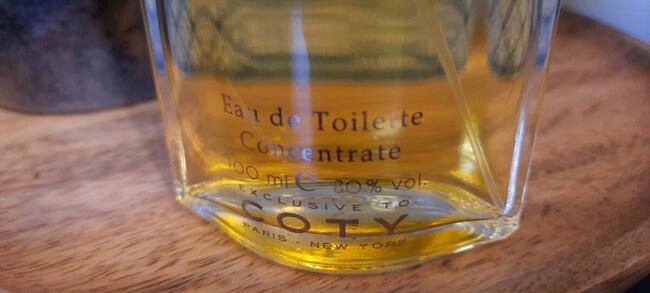 Eau de Toilette
Concentrate
100 ml e 80% vol.
EXCLUSIVE TO
COTY
PARIS - NEW YORK